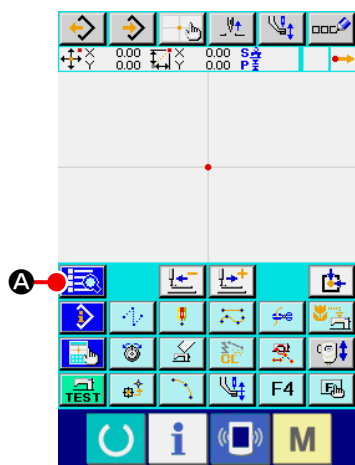 X 0.00 X 0.00 S
Y 0.00 Y 0.00 P
A
CL
TEST F4
i M